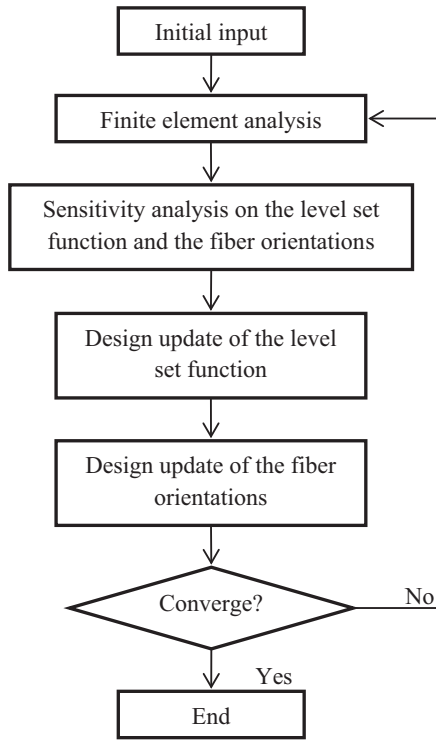 Initial input
Finite element analysis
Sensitivity analysis on the level set
function and the fiber orientations
Design update of the level
set function
Design update of the fiber
orientations
Converge?
No
Yes
End